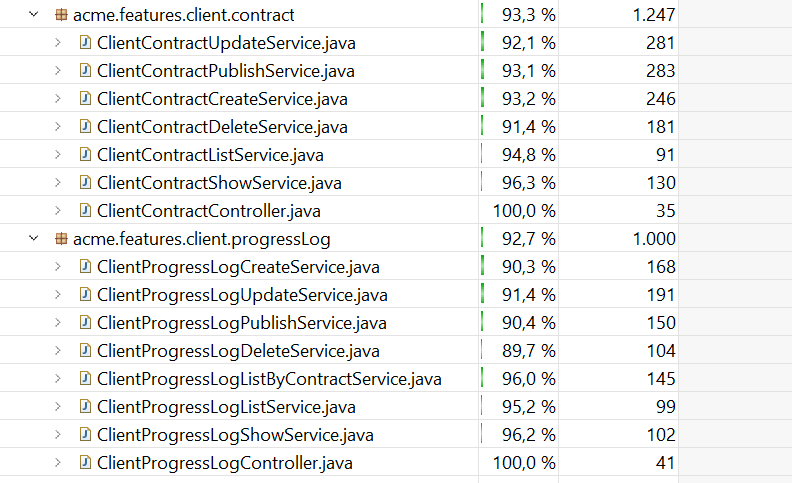 acme.features.client.contract 93,3 % 1.247
ClientContractUpdateService.java 92,1 % 281
ClientContractPublishService.java 93,1 % 283
ClientContractCreateService.java 93,2 % 246
ClientContractDeleteService.java 91,4 % 181
ClientContractListService.java 94,8 % 91
ClientContractShowService.java 96,3 % 130
ClientContractController.java 100,0 % 35
acme.features.client.progressLog 92,7 % 1.000
ClientProgressLogCreateService.java 90,3 % 168
ClientProgressLogUpdateService.java 91,4 % 191
ClientProgressLogPublishService.java 90,4 % 150
ClientProgressLogDeleteService.java 89,7 % 104
ClientProgressLogListByContractService.java 96,0 % 145
ClientProgressLogListService.java 95,2 % 99
ClientProgressLogShowService.java 96,2 % 102
ClientProgressLogController.java 100,0 % 41